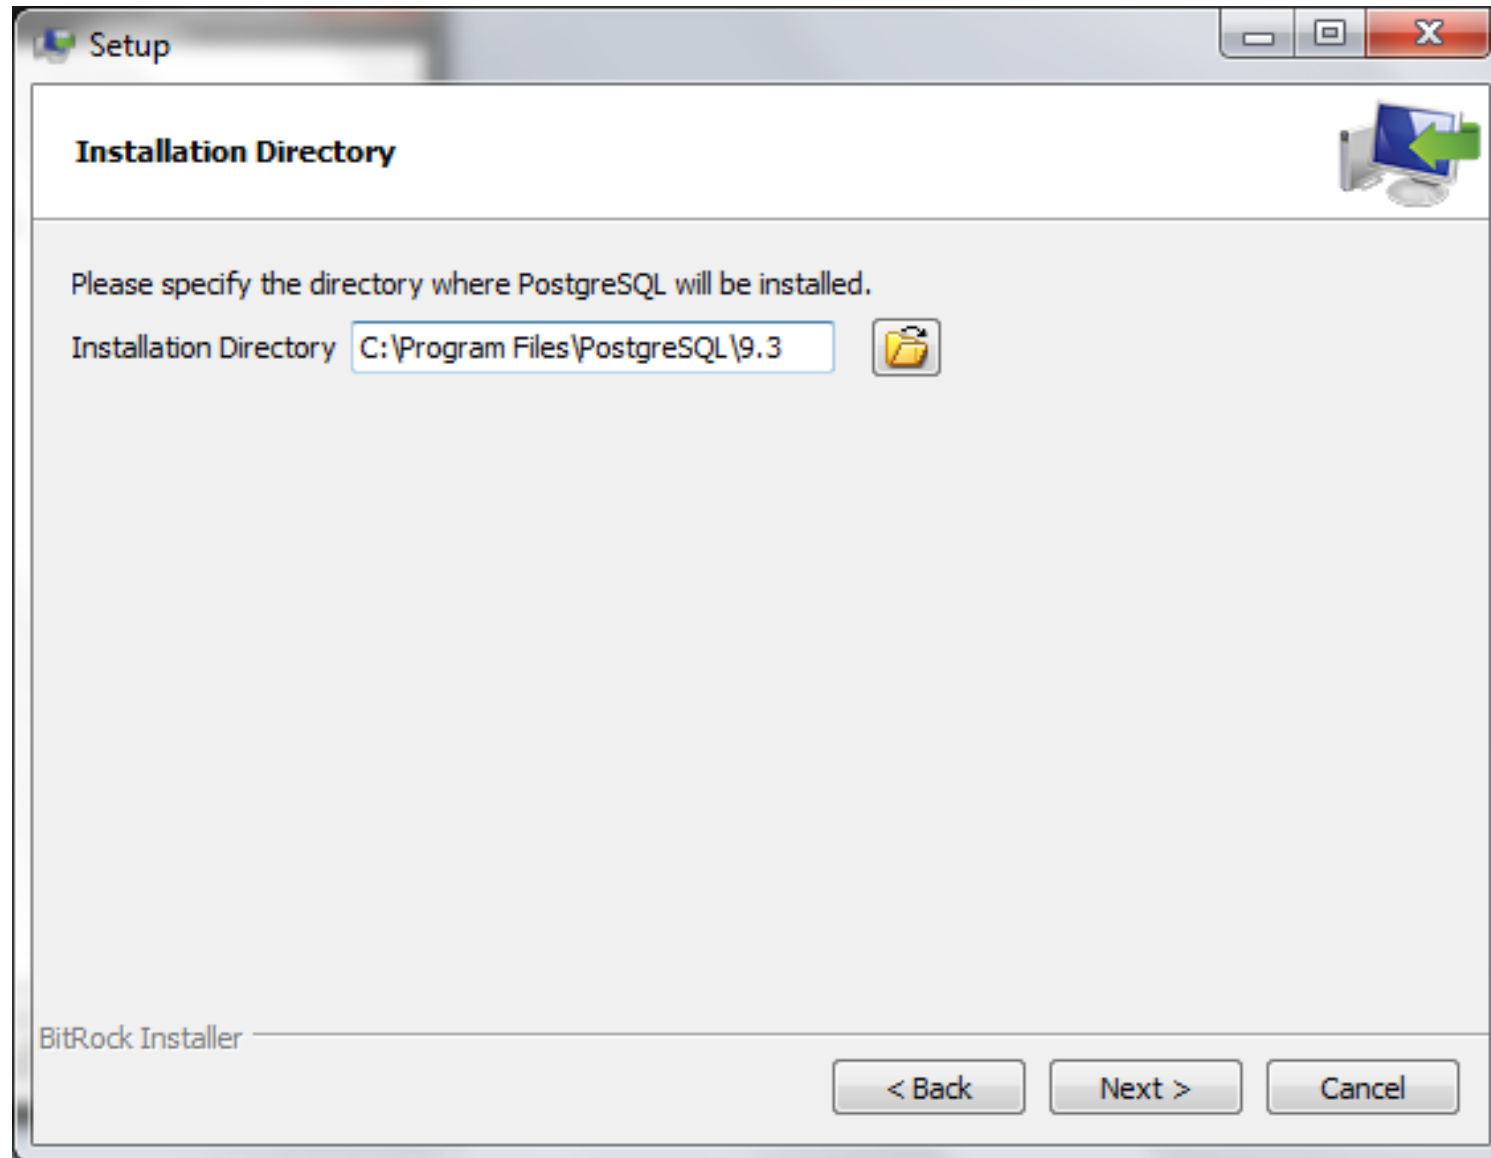 Setup
Installation Directory
Please specify the directory where PostgreSQL will be installed.
Installation Directory C:\Program Files\PostgreSQL\9.3
BitRock Installer
< Back Next > Cancel